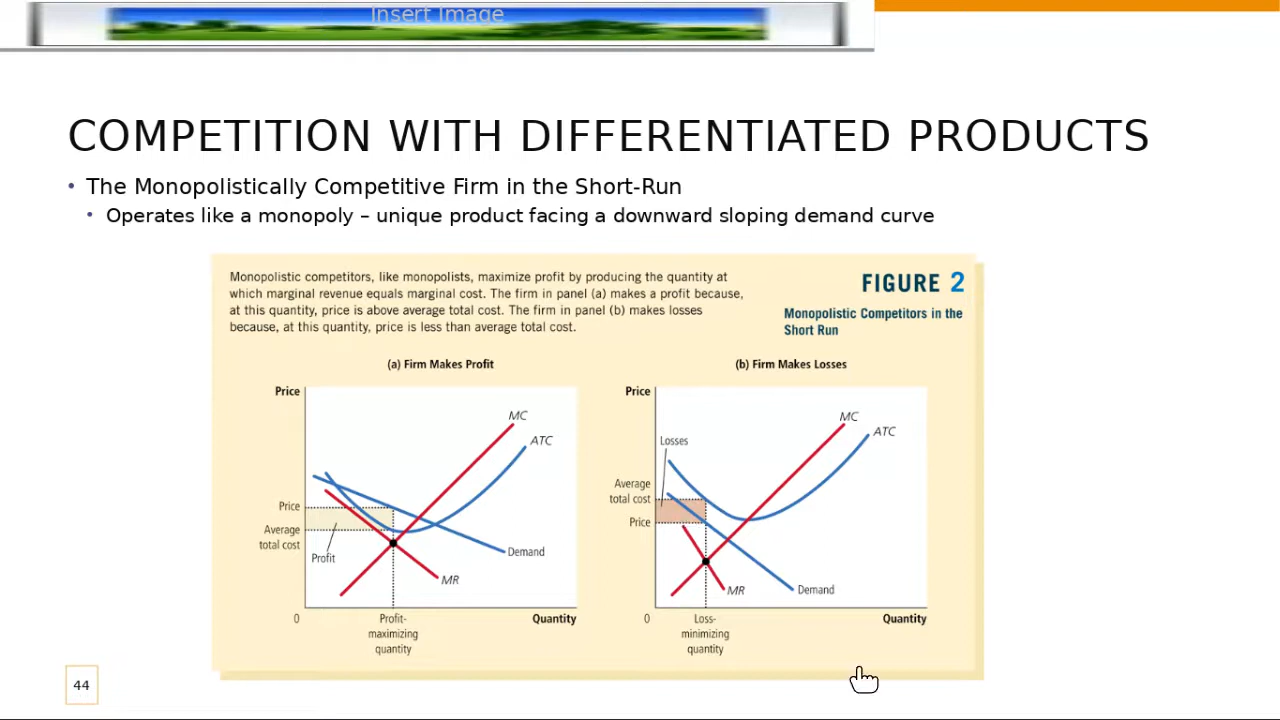 Insert Image
COMPETITION WITH DIFFERENTIATED PRODUCTS
• The Monopolistically Competitive Firm in the Short-Run
• Operates like a monopoly – unique product facing a downward sloping demand curve
Monopolistic competitors, like monopolists, maximize profit by producing the quantity at
which marginal revenue equals marginal cost. The firm in panel (a) makes a profit because,
at this quantity, price is above average total cost. The firm in panel (b) makes losses
because, at this quantity, price is less than average total cost.
FIGURE 2
Monopolistic Competitors in the
Short Run
(a) Firm Makes Profit
Price
MC
ATC
Price
Average
total cost
Profit
Demand
MR
0
Profit-
maximizing
quantity
Quantity
(b) Firm Makes Losses
Price
MC
ATC
Losses
Average
total cost
Price
MR
Demand
0
Loss-
minimizing
quantity
Quantity
44